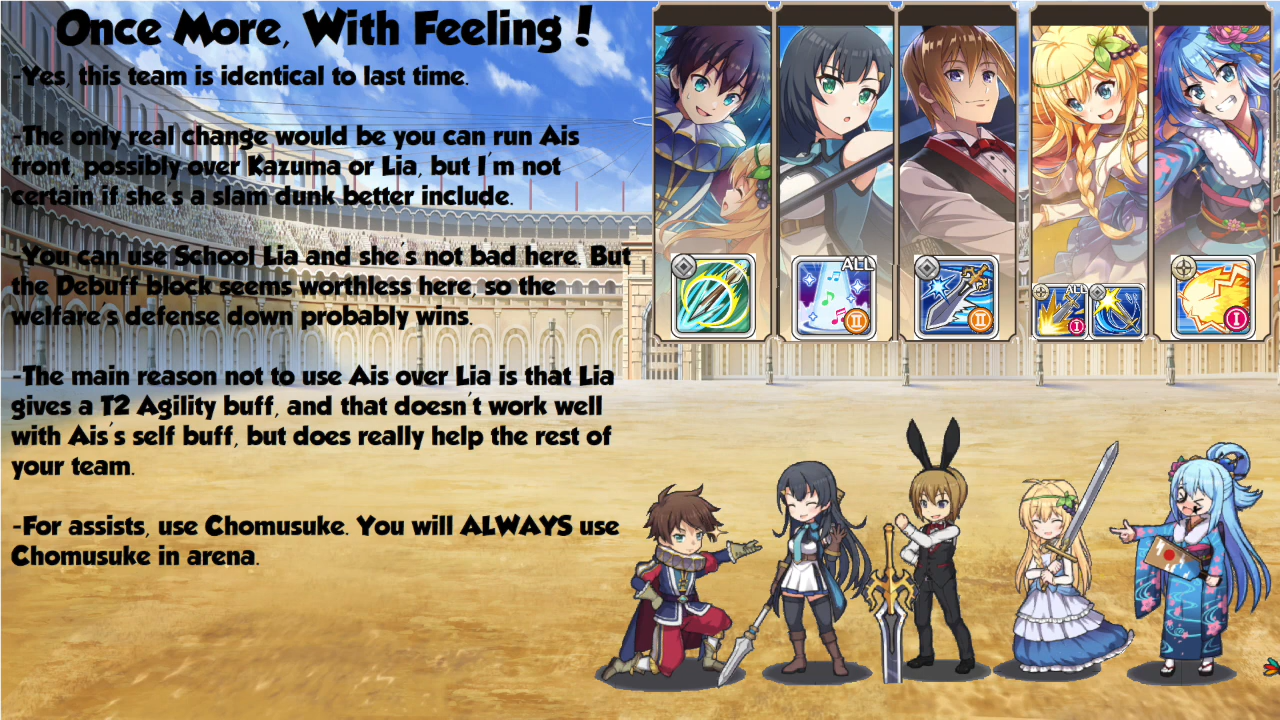 Once More, With Feeling!
-Yes, this team is identical to last time.
-The only real change would be you can run Ais
front, possibly over Kazuma or Lia, but I'm not
certain if she's a slam dunk better include.
-You can use School Lia and she's not bad here. But
the Debuff block seems worthless here, so the
welfare's defense down probably wins.
-The main reason not to use Ais over Lia is that Lia
gives a T2 Agility buff, and that doesn't work well
with Ais's self buff, but does really help the rest of
your team.
-For assists, use Chomusuke. You will ALWAYS use
Chomusuke in arena.
ALL
II
II
ALL
I
I